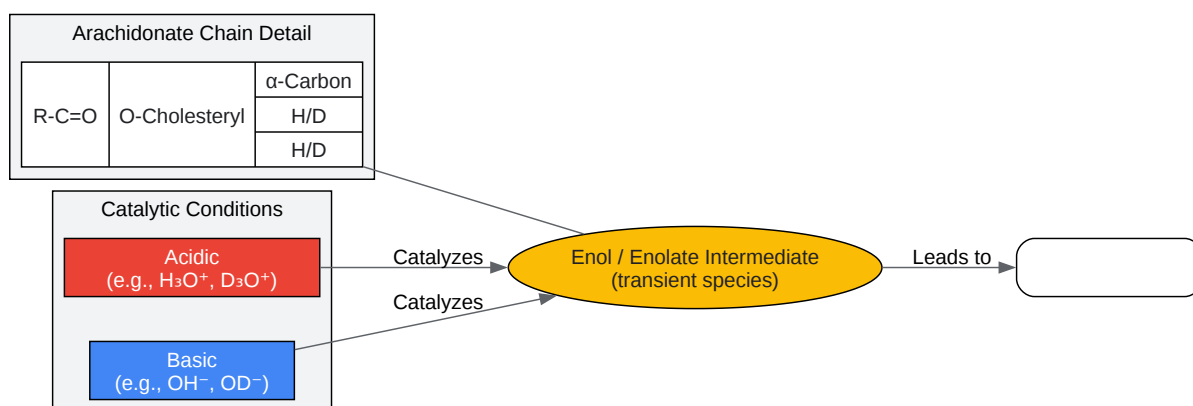 Arachidonate Chain Detail
R-C=O
O-Cholesteryl
α-Carbon
H/D
H/D
Catalytic Conditions
Acidic
(e.g., H₃O⁺, D₃O⁺)
Basic
(e.g., OH⁻, OD⁻)
Catalyzes
Catalyzes
Enol / Enolate Intermediate
(transient species)
Leads to